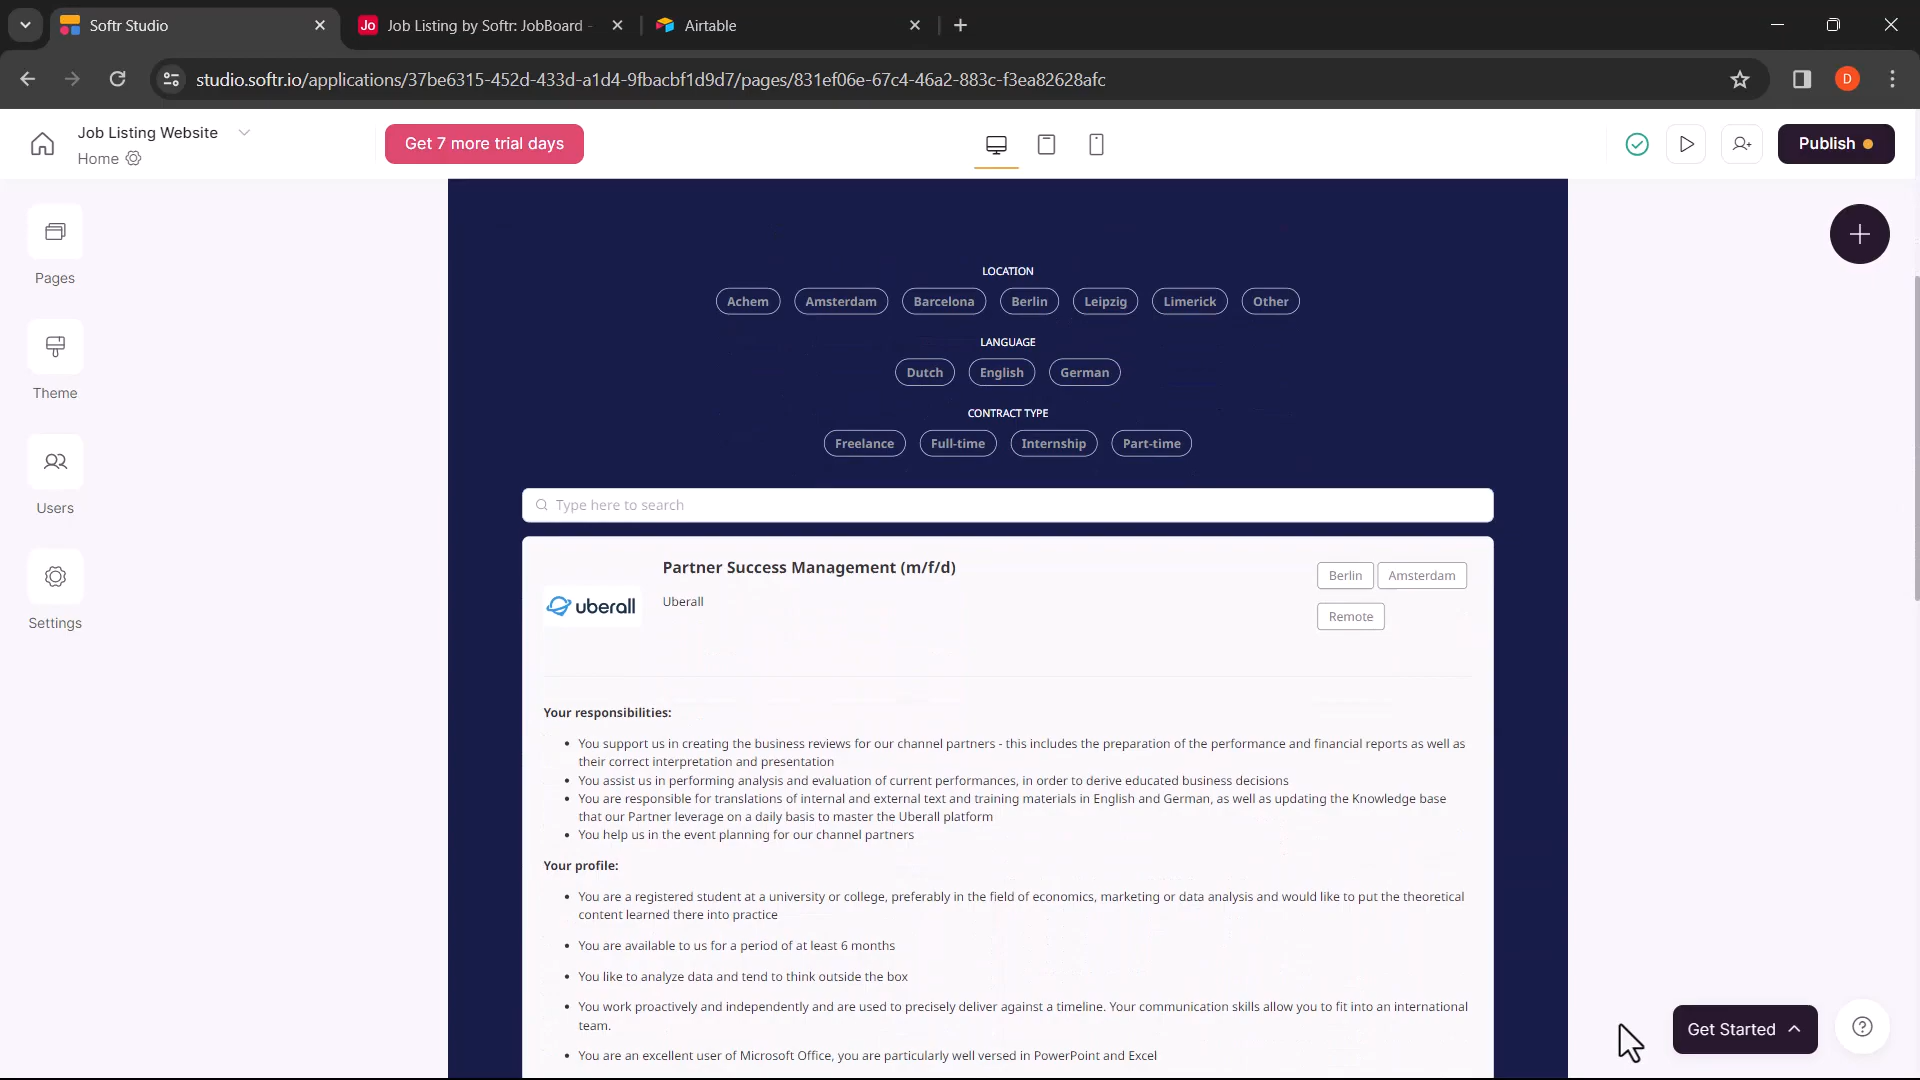 Softr Studio
Jo Job Listing by Softr: JobBoard -
Airtable
studio.softr.io/applications/37be6315-452d-433d-a1d4-9fbacbf1d9d7/pages/831ef06e-67c4-46a2-883c-f3ea82628afc
D
Job Listing Website
Home
Get 7 more trial days
Publish
Pages
Theme
Users
Settings
LOCATION
Achem Amsterdam Barcelona Berlin Leipzig Limerick Other
LANGUAGE
Dutch English German
CONTRACT TYPE
Freelance Full-time Internship Part-time
Type here to search
Partner Success Management (m/f/d)
Uberall
uberall
Berlin Amsterdam
Remote
Your responsibilities:
• You support us in creating the business reviews for our channel partners - this includes the preparation of the performance and financial reports as well as
their correct interpretation and presentation
• You assist us in performing analysis and evaluation of current performances, in order to derive educated business decisions
• You are responsible for translations of internal and external text and training materials in English and German, as well as updating the Knowledge base
that our Partner leverage on a daily basis to master the Uberall platform
• You help us in the event planning for our channel partners
Your profile:
• You are a registered student at a university or college, preferably in the field of economics, marketing or data analysis and would like to put the theoretical
content learned there into practice
• You are available to us for a period of at least 6 months
• You like to analyze data and tend to think outside the box
• You work proactively and independently and are used to precisely deliver against a timeline. Your communication skills allow you to fit into an international
team.
• You are an excellent user of Microsoft Office, you are particularly well versed in PowerPoint and Excel
Get Started